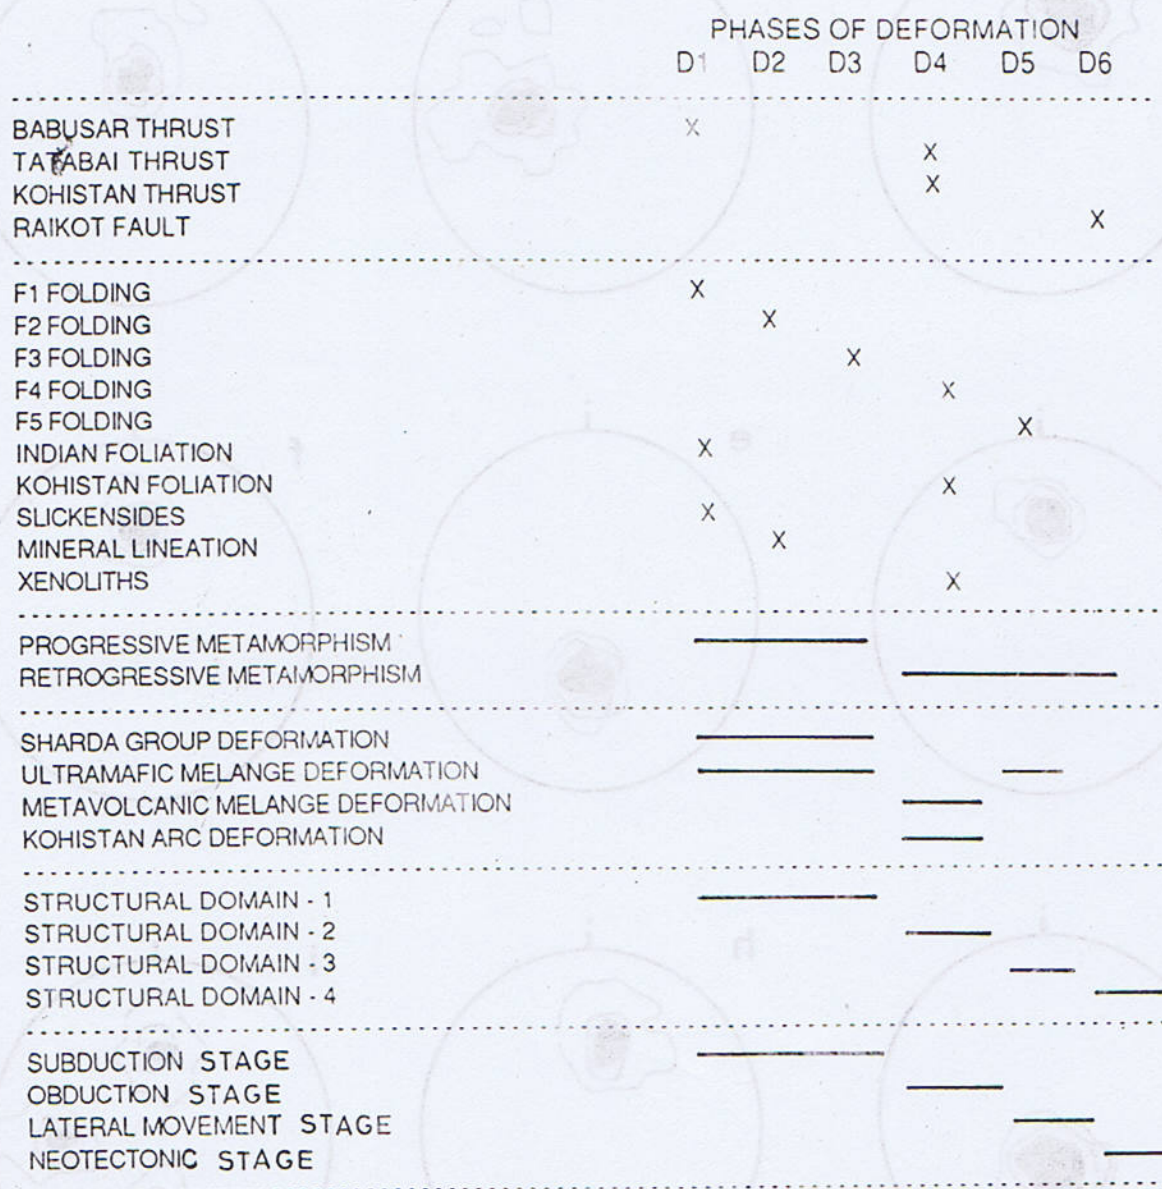 PHASES OF DEFORMATION
D1 D2 D3 D4 D5 D6
BABUSAR THRUST X
TATABAI THRUST X
KOHISTAN THRUST X
RAIKOT FAULT X
F1 FOLDING X
F2 FOLDING X
F3 FOLDING X
F4 FOLDING X
F5 FOLDING X
INDIAN FOLIATION X
KOHISTAN FOLIATION X
SLICKENSIDES X
MINERAL LINEATION X
XENOLITHS X
PROGRESSIVE METAMORPHISM
RETROGRESSIVE METAMORPHISM
SHARDA GROUP DEFORMATION
ULTRAMAFIC MELANGE DEFORMATION
METAVOLCANIC MELANGE DEFORMATION
KOHISTAN ARC DEFORMATION
STRUCTURAL DOMAIN - 1
STRUCTURAL DOMAIN - 2
STRUCTURAL DOMAIN - 3
STRUCTURAL DOMAIN - 4
SUBDUCTION STAGE
OBDUCTION STAGE
LATERAL MOVEMENT STAGE
NEOTECTONIC STAGE